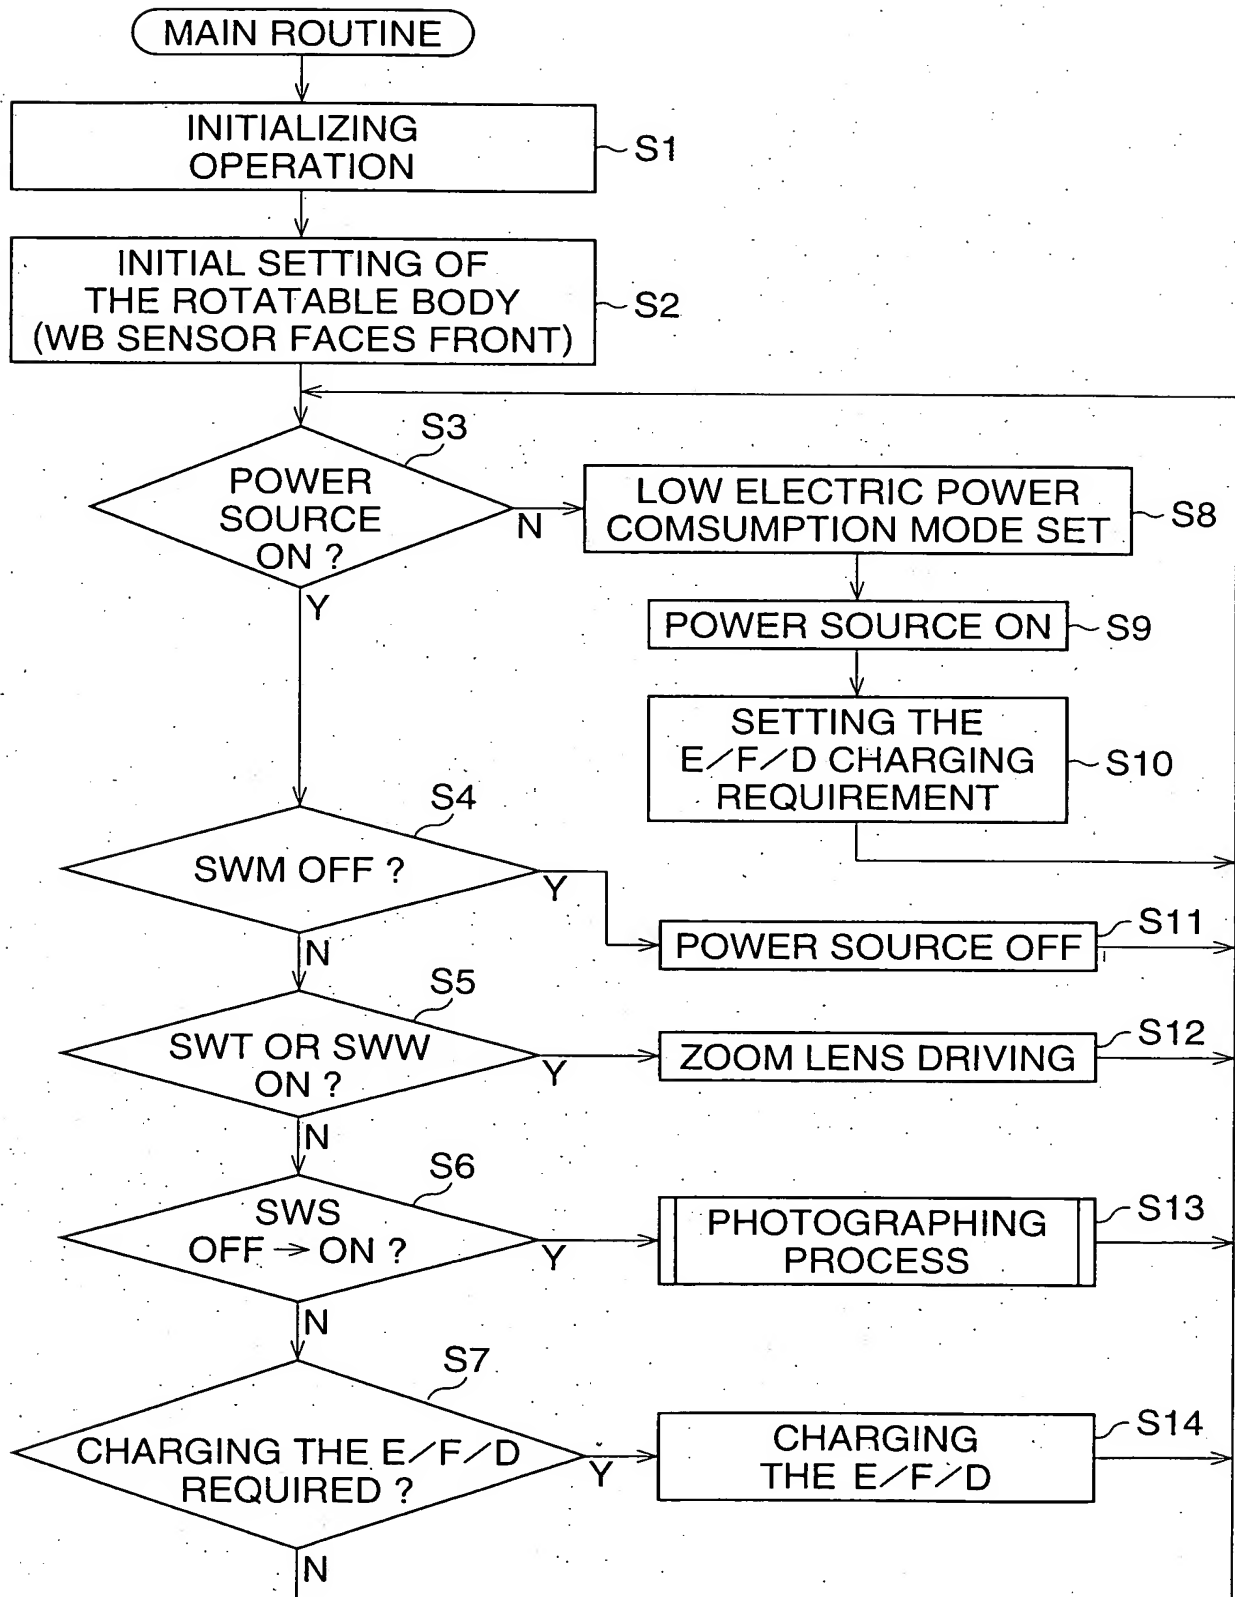 MAIN ROUTINE
INITIALIZING
OPERATION
S1
INITIAL SETTING OF
THE ROTATABLE BODY
(WB SENSOR FACES FRONT)
S2
S3
POWER
SOURCE
ON ?
N
Y
LOW ELECTRIC POWER
COMSUMPTION MODE SET
S8
POWER SOURCE ON
S9
SETTING THE
E/F/D CHARGING
REQUIREMENT
S10
S4
SWM OFF ?
Y
N
POWER SOURCE OFF
S11
S5
SWT OR SWW
ON ?
Y
N
ZOOM LENS DRIVING
S12
S6
SWS
OFF → ON ?
Y
N
PHOTOGRAPHING
PROCESS
S13
S7
CHARGING THE E/F/D
REQUIRED ?
Y
N
CHARGING
THE E/F/D
S14